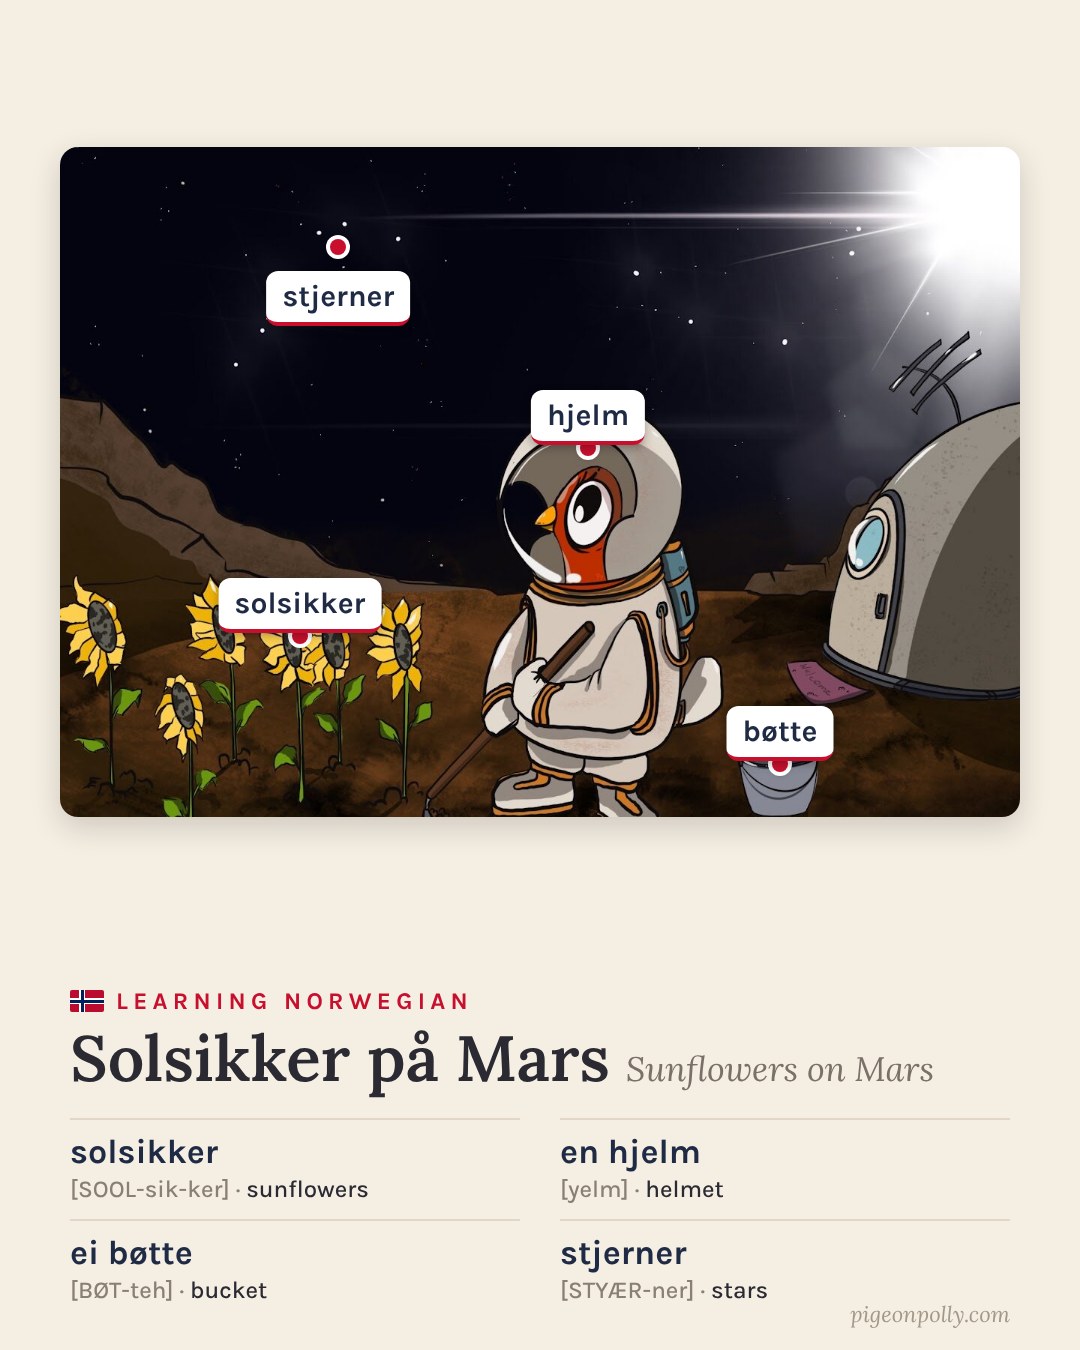 stjerner
hjelm
solsikker
Welcome
bøtte
LEARNING NORWEGIAN
Solsikker på Mars Sunflowers on Mars
solsikker
[SOOL-sik-ker] · sunflowers
en hjelm
[yelm] · helmet
ei bøtte
[BØT-teh] · bucket
stjerner
[STYÆR-ner] · stars
pigeonpolly.com